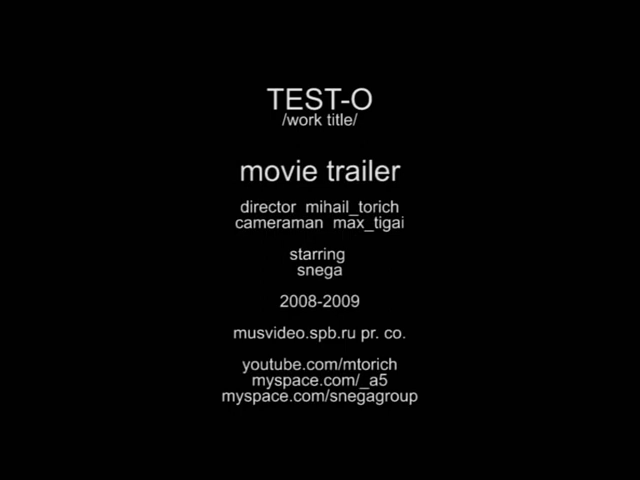 TEST-O
/work title/
movie trailer
director mihail_torich
cameraman max_tigai
starring
snega
2008-2009
musvideo.spb.ru pr. co.
youtube.com/mtorich
myspace.com/_a5
myspace.com/snegagroup